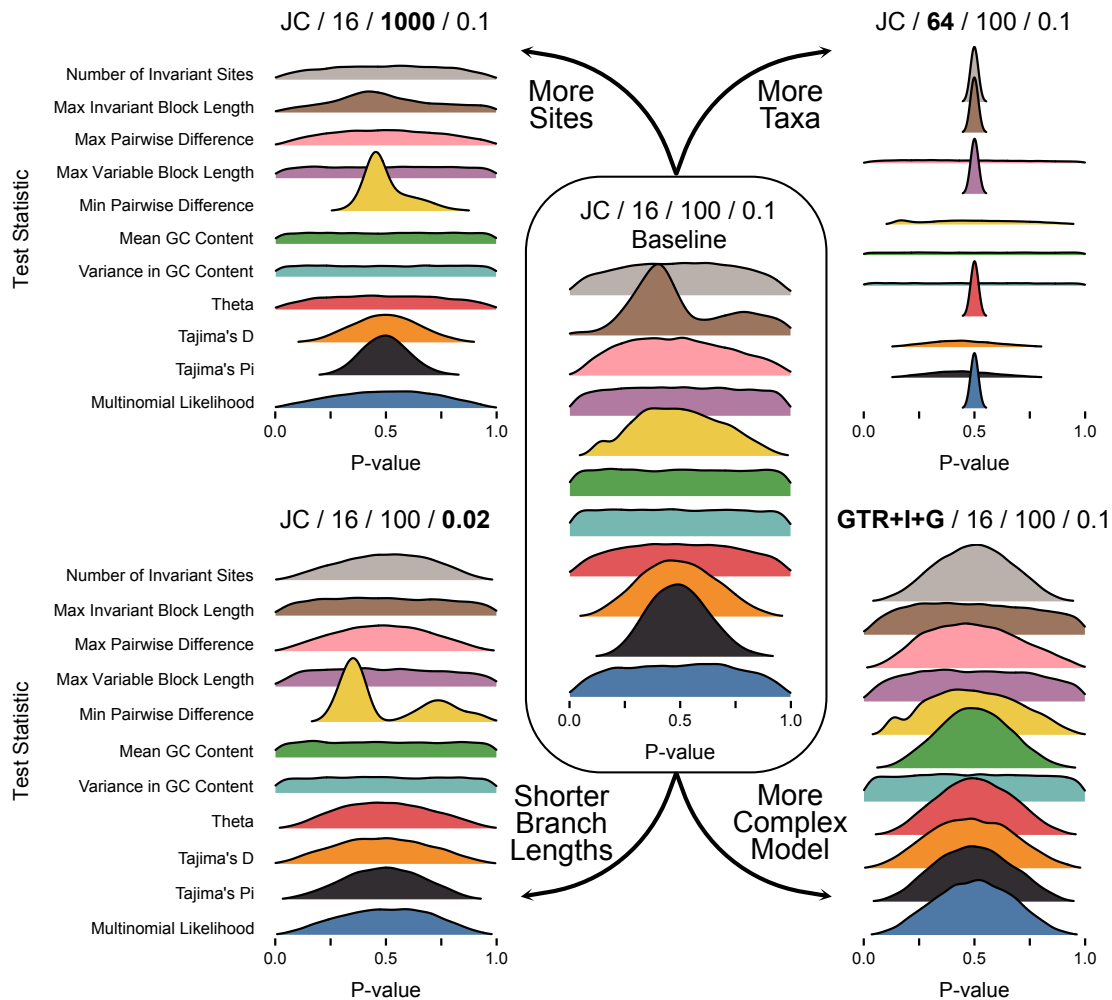 JC / 16 / 1000 / 0.1
JC / 64 / 100 / 0.1
More
Sites
More
Taxa
Test Statistic
Number of Invariant Sites
Max Invariant Block Length
Max Pairwise Difference
Max Variable Block Length
Min Pairwise Difference
Mean GC Content
Variance in GC Content
Theta
Tajima's D
Tajima's Pi
Multinomial Likelihood
0.0 0.5 1.0
P-value
0.0 0.5 1.0
P-value
JC / 16 / 100 / 0.1
Baseline
0.0 0.5 1.0
P-value
JC / 16 / 100 / 0.02
GTR+I+G / 16 / 100 / 0.1
Shorter
Branch
Lengths
More
Complex
Model
Test Statistic
Number of Invariant Sites
Max Invariant Block Length
Max Pairwise Difference
Max Variable Block Length
Min Pairwise Difference
Mean GC Content
Variance in GC Content
Theta
Tajima's D
Tajima's Pi
Multinomial Likelihood
0.0 0.5 1.0
P-value
0.0 0.5 1.0
P-value